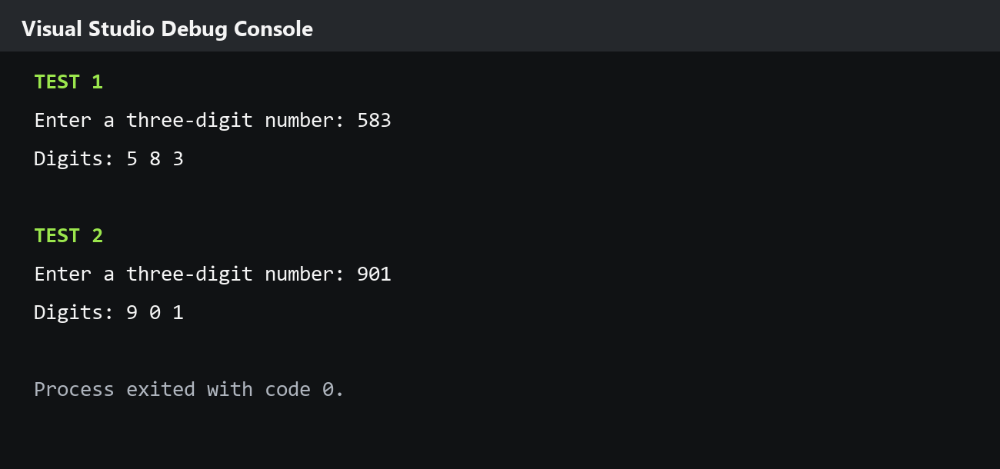 Visual Studio Debug Console
TEST 1
Enter a three-digit number: 583
Digits: 5 8 3
TEST 2
Enter a three-digit number: 901
Digits: 9 0 1
Process exited with code 0.